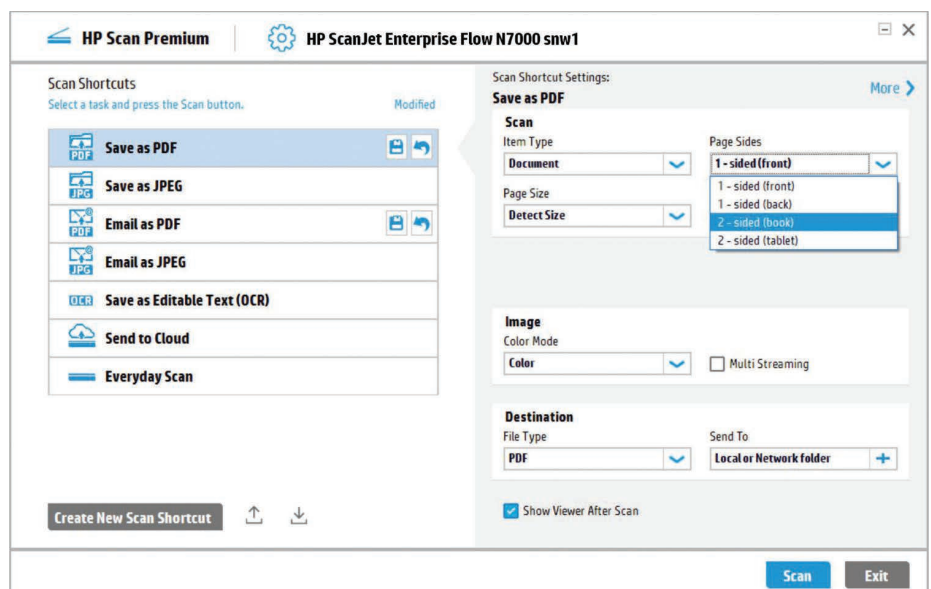 HP Scan Premium
HP ScanJet Enterprise Flow N7000 snw1
Scan Shortcuts
Select a task and press the Scan button.
Modified
Save as PDF
Save as JPEG
Email as PDF
Email as JPEG
Save as Editable Text (OCR)
Send to Cloud
Everyday Scan
Create New Scan Shortcut
Scan Shortcut Settings:
Save as PDF
More
Scan
Item Type
Page Sides
Document
1 - sided (front)
1 - sided (front)
1 - sided (back)
2 - sided (book)
2 - sided (tablet)
Page Size
Detect Size
Image
Color Mode
Color
Multi Streaming
Destination
File Type
Send To
PDF
Local or Network folder
Show Viewer After Scan
Scan
Exit
PDF
JPG
PDF
JPG
OCR